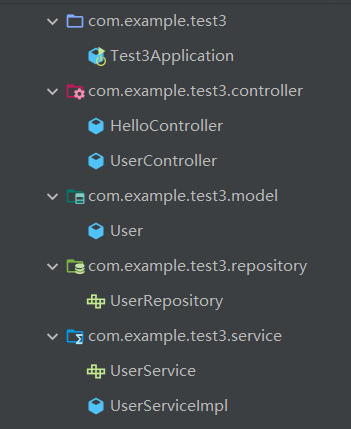 com.example.test3
Test3Application
com.example.test3.controller
HelloController
UserController
com.example.test3.model
User
com.example.test3.repository
UserRepository
com.example.test3.service
UserService
UserServiceImpl